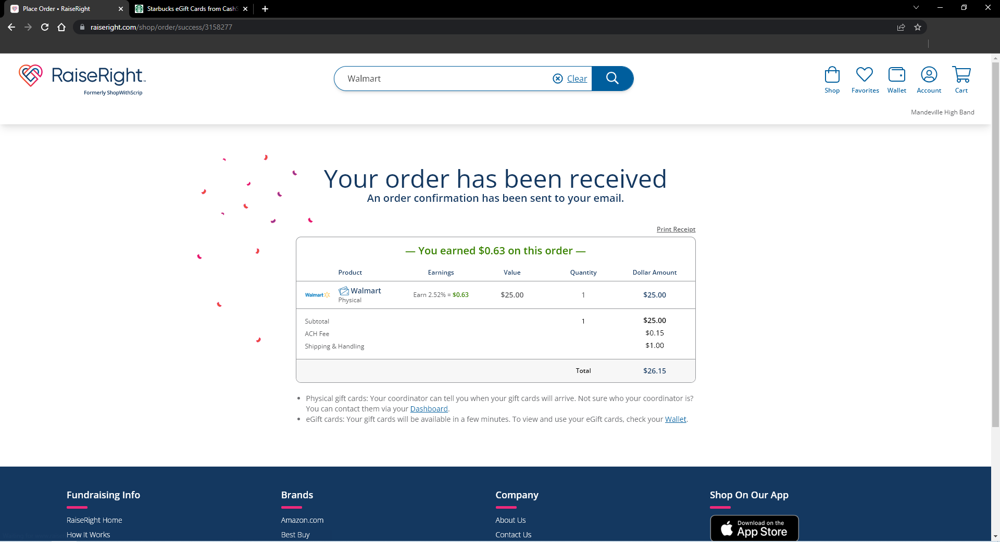 Place Order • RaiseRight
Starbucks eGift Cards from Cash
raiseright.com/shop/order/success/3158277
RaiseRight™
Formerly ShopWithScrip
Walmart
Clear
Shop
Favorites
Wallet
Account
Cart
Mandeville High Band
Your order has been received
An order confirmation has been sent to your email.
Print Receipt
— You earned $0.63 on this order —
Product Earnings Value Quantity Dollar Amount
Walmart Walmart Earn 2.52% = $0.63 $25.00 1 $25.00
Physical
Subtotal 1 $25.00
ACH Fee $0.15
Shipping & Handling $1.00
Total $26.15
• Physical gift cards: Your coordinator can tell you when your gift cards will arrive. Not sure who your coordinator is?
You can contact them via your Dashboard.
• eGift cards: Your gift cards will be available in a few minutes. To view and use your eGift cards, check your Wallet.
Fundraising Info
RaiseRight Home
How It Works
Brands
Amazon.com
Best Buy
Company
About Us
Contact Us
Shop On Our App
Download on the
App Store